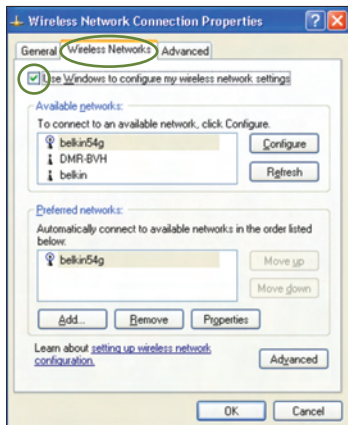 Wireless Network Connection Properties
General Wireless Networks Advanced
Use Windows to configure my wireless network settings
Available networks:
To connect to an available network, click Configure.
belkin54g
Configure
DMR-BVH
belkin
Refresh
Preferred networks:
Automatically connect to available networks in the order listed
below:
belkin54g
Move up
Move down
Add... Remove Properties
Learn about setting up wireless network
configuration.
Advanced
OK Cancel